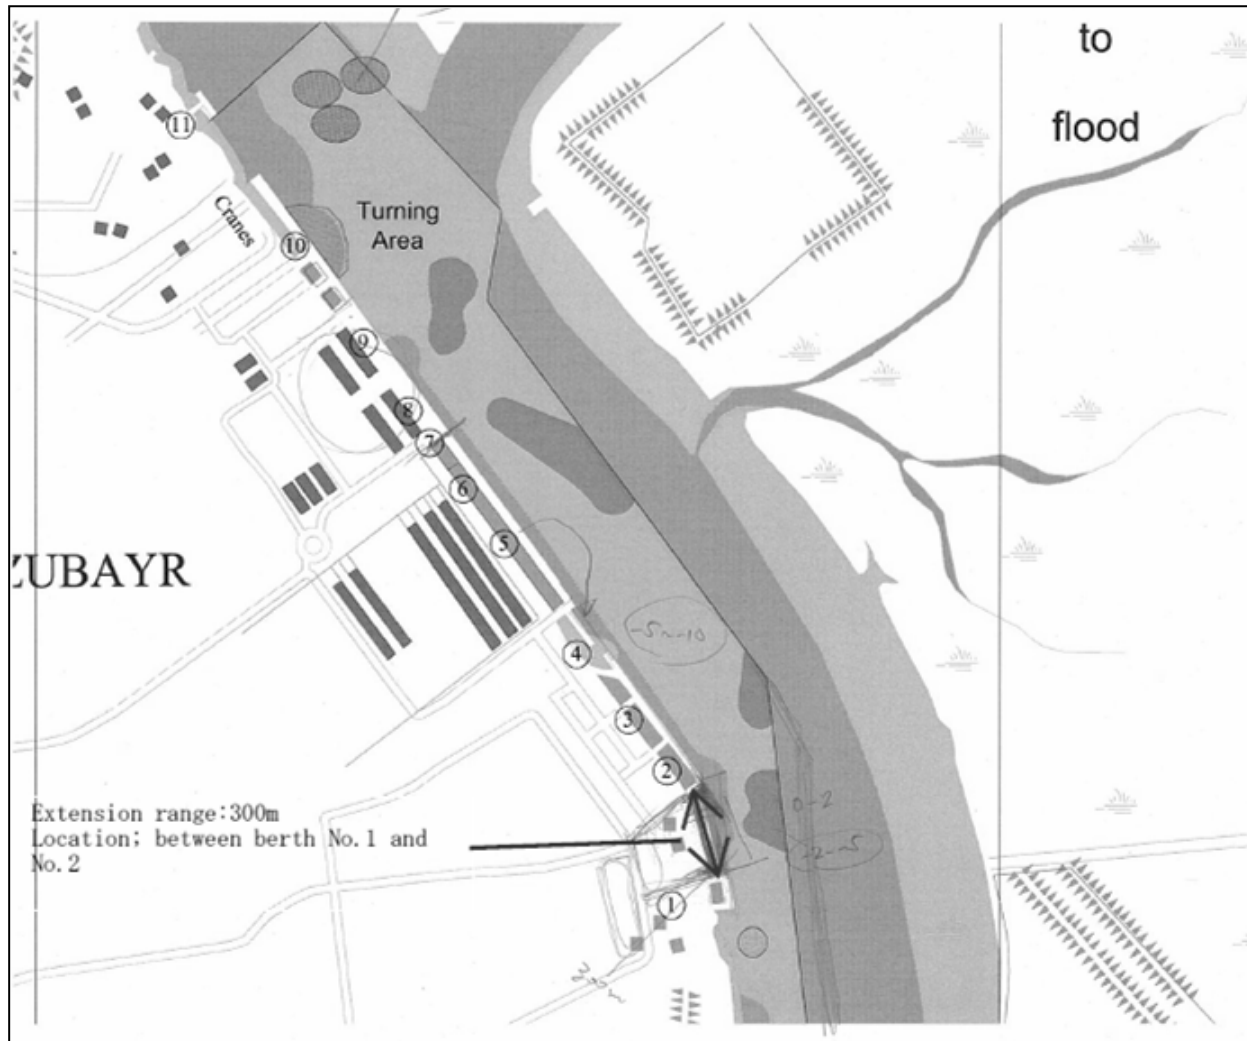 to
flood
11
Cranes
Turning
Area
10
9
8
7
6
5
ZUBAYR
-5~-10
4
3
2
Extension range:300m
Location; between berth No.1 and
No.2
0-2
-2~-5
1